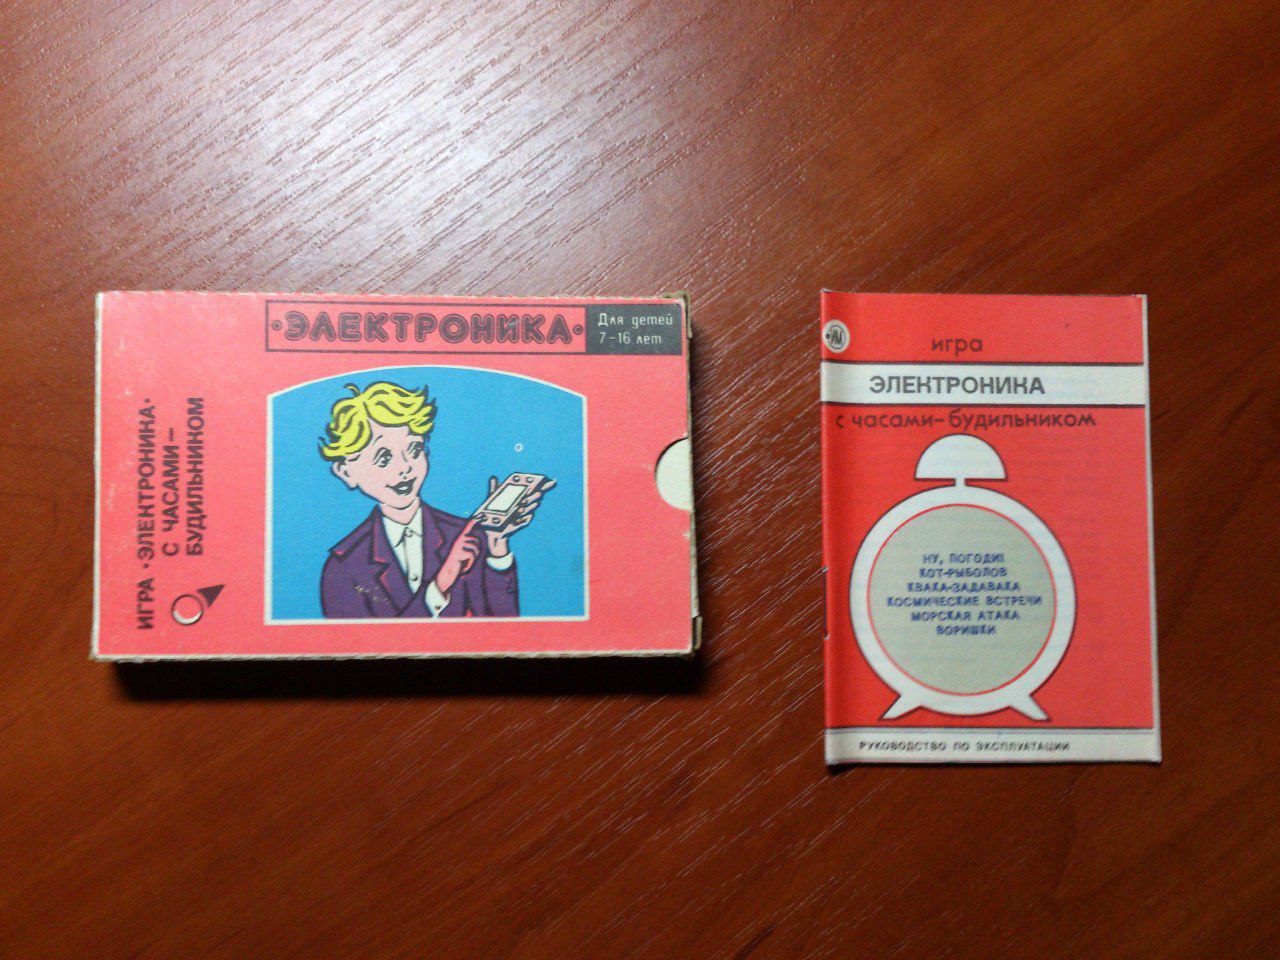 ·ЭЛЕКТРОНИКА·
Для детей
7-16 лет
ИГРА ·ЭЛЕКТРОНИКА·
С ЧАСАМИ-
БУДИЛЬНИКОМ
игра
ЭЛЕКТРОНИКА
с часами-будильником
НУ, ПОГОДИ!
КОТ-РЫБОЛОВ
КВАКА-ЗАДАВАКА
КОСМИЧЕСКИЕ ВСТРЕЧИ
МОРСКАЯ АТАКА
ВОРИШКИ
РУКОВОДСТВО ПО ЭКСПЛУАТАЦИИ